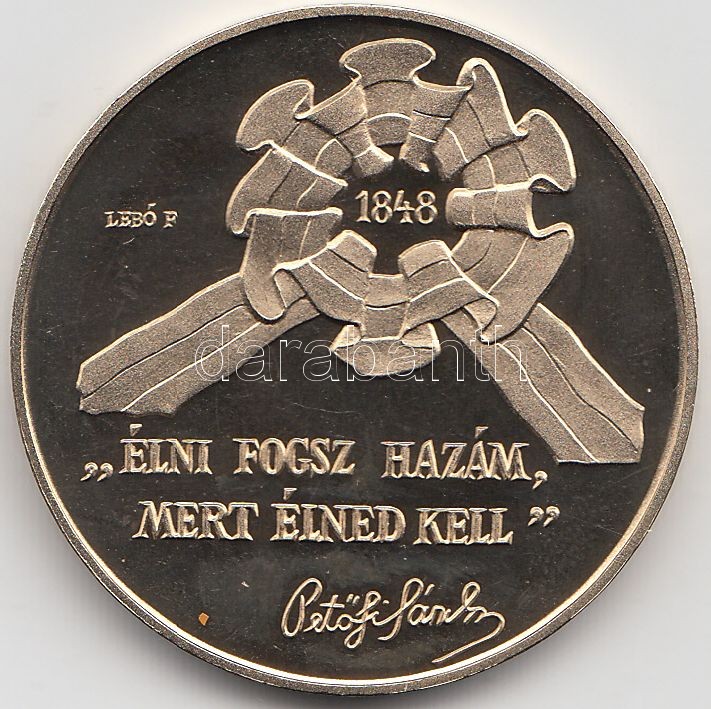 1848
LEBÓ F
darabanth
„ÉLNI FOGSZ HAZÁM,
MERT ÉLNED KELL”
Petőfi Sándor